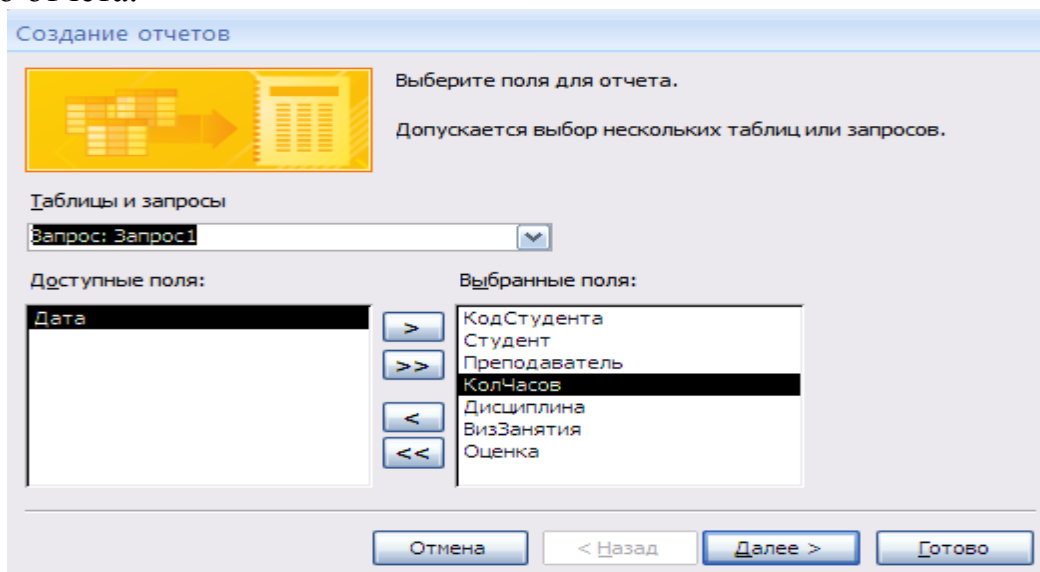 Создание отчетов
Выберите поля для отчета.
Допускается выбор нескольких таблиц или запросов.
Таблицы и запросы
Запрос: Запрос1
Доступные поля:
Выбранные поля:
Дата
>
>>
<
<<
КодСтудента
Студент
Преподаватель
КолЧасов
Дисциплина
ВизЗанятия
Оценка
Отмена
< Назад
Далее >
Готово